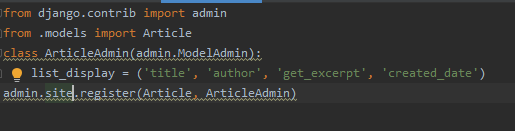 from django.contrib import admin
from .models import Article
class ArticleAdmin(admin.ModelAdmin):
    list_display = ('title', 'author', 'get_excerpt', 'created_date')
admin.site.register(Article, ArticleAdmin)